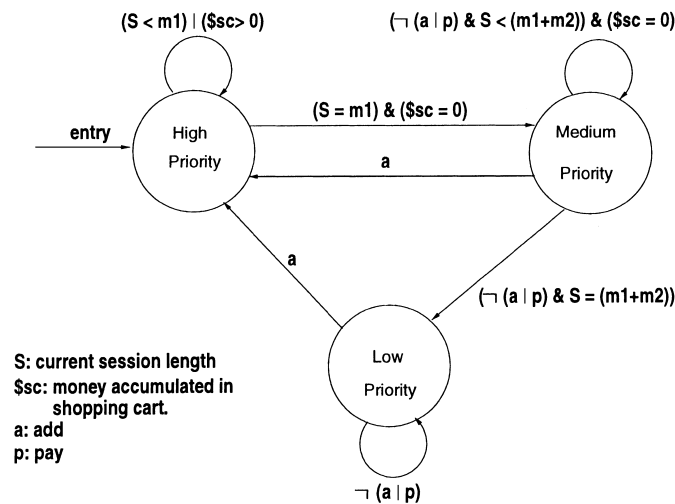 (S < m1) | ($sc> 0)
(¬ (a | p) & S < (m1+m2)) & ($sc = 0)
entry
High
Priority
(S = m1) & ($sc = 0)
a
Medium
Priority
a
(¬ (a | p) & S = (m1+m2))
Low
Priority
S: current session length
$sc: money accumulated in
shopping cart.
a: add
p: pay
¬ (a | p)